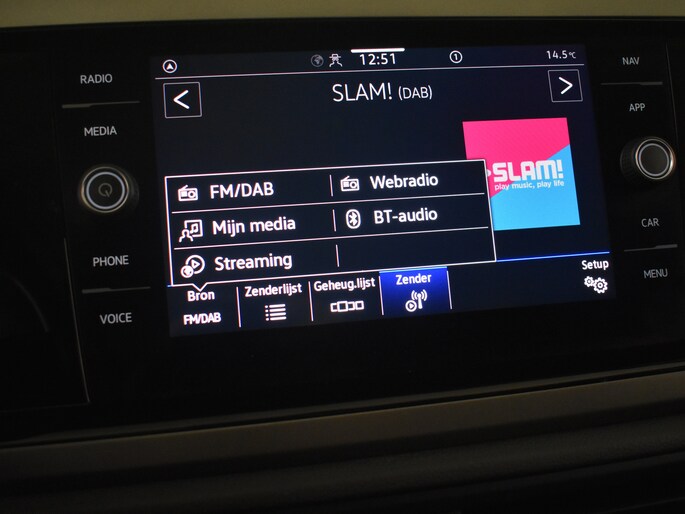 RADIO
MEDIA
PHONE
VOICE
12:51
1
14.5°C
SLAM! (DAB)
SLAM!
play music, play life
FM/DAB
Webradio
Mijn media
BT-audio
Streaming
Bron
FM/DAB
Zenderlijst
Geheug.lijst
Zender
Setup
NAV
APP
CAR
MENU